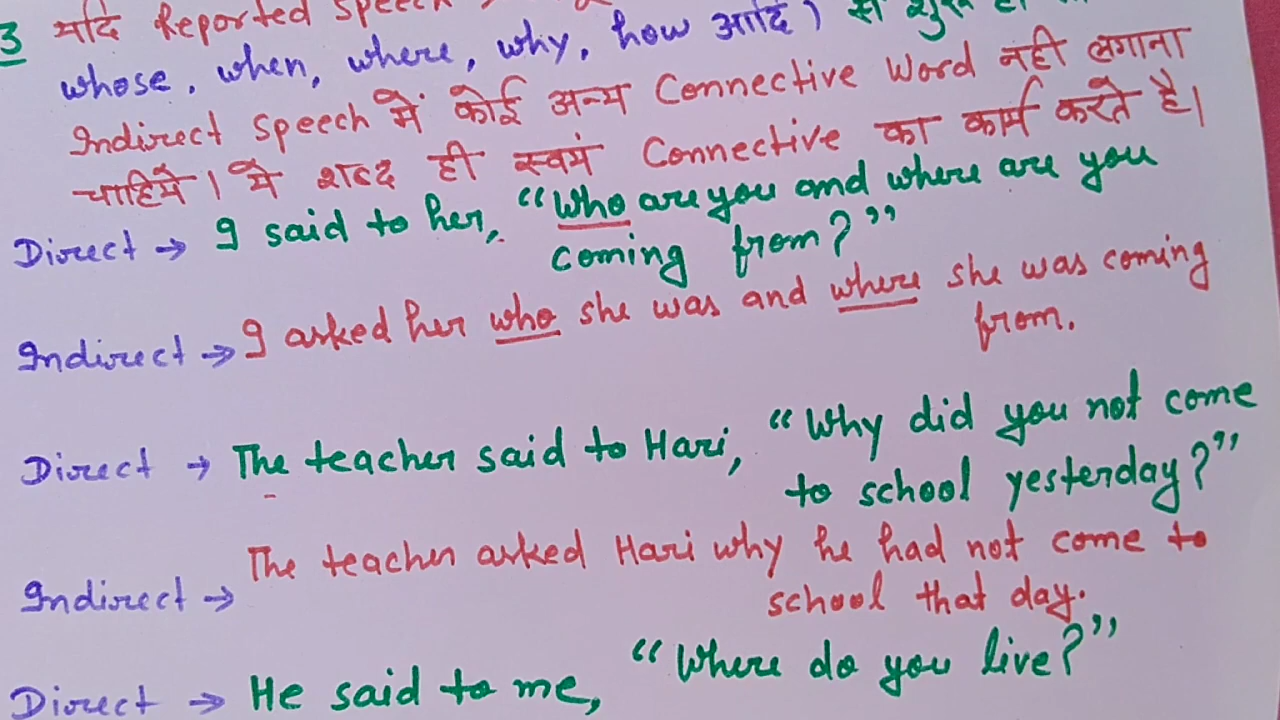 3 यदि Reported Speech
whose, when, where, why, how आदि) से शुरू हो
Indirect Speech में कोई अन्य Connective Word नही लगाना
चाहिये। ये शब्द ही स्वयं Connective का कार्य करते है।
Direct → I said to her, “Who are you and where are you
coming from?”
Indirect → I asked her who she was and where she was coming
from.
Direct → The teacher said to Hari, “Why did you not come
to school yesterday?”
Indirect → The teacher asked Hari why he had not come to
school that day.
Direct → He said to me, “Where do you live?”